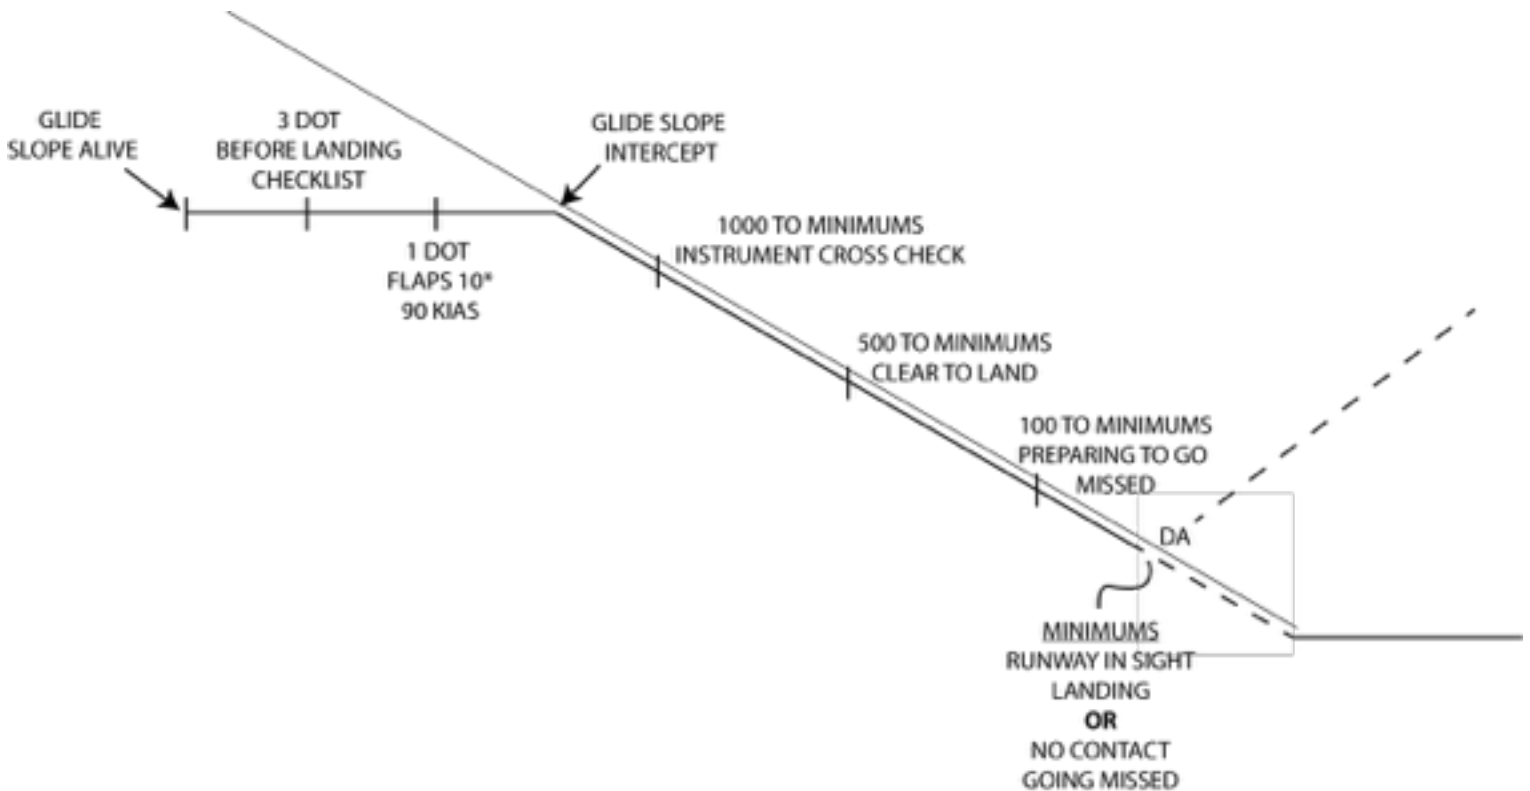 GLIDE
SLOPE ALIVE
3 DOT
BEFORE LANDING
CHECKLIST
GLIDE SLOPE
INTERCEPT
1 DOT
FLAPS 10°
90 KIAS
1000 TO MINIMUMS
INSTRUMENT CROSS CHECK
500 TO MINIMUMS
CLEAR TO LAND
100 TO MINIMUMS
PREPARING TO GO
MISSED
DA
MINIMUMS
RUNWAY IN SIGHT
LANDING
OR
NO CONTACT
GOING MISSED